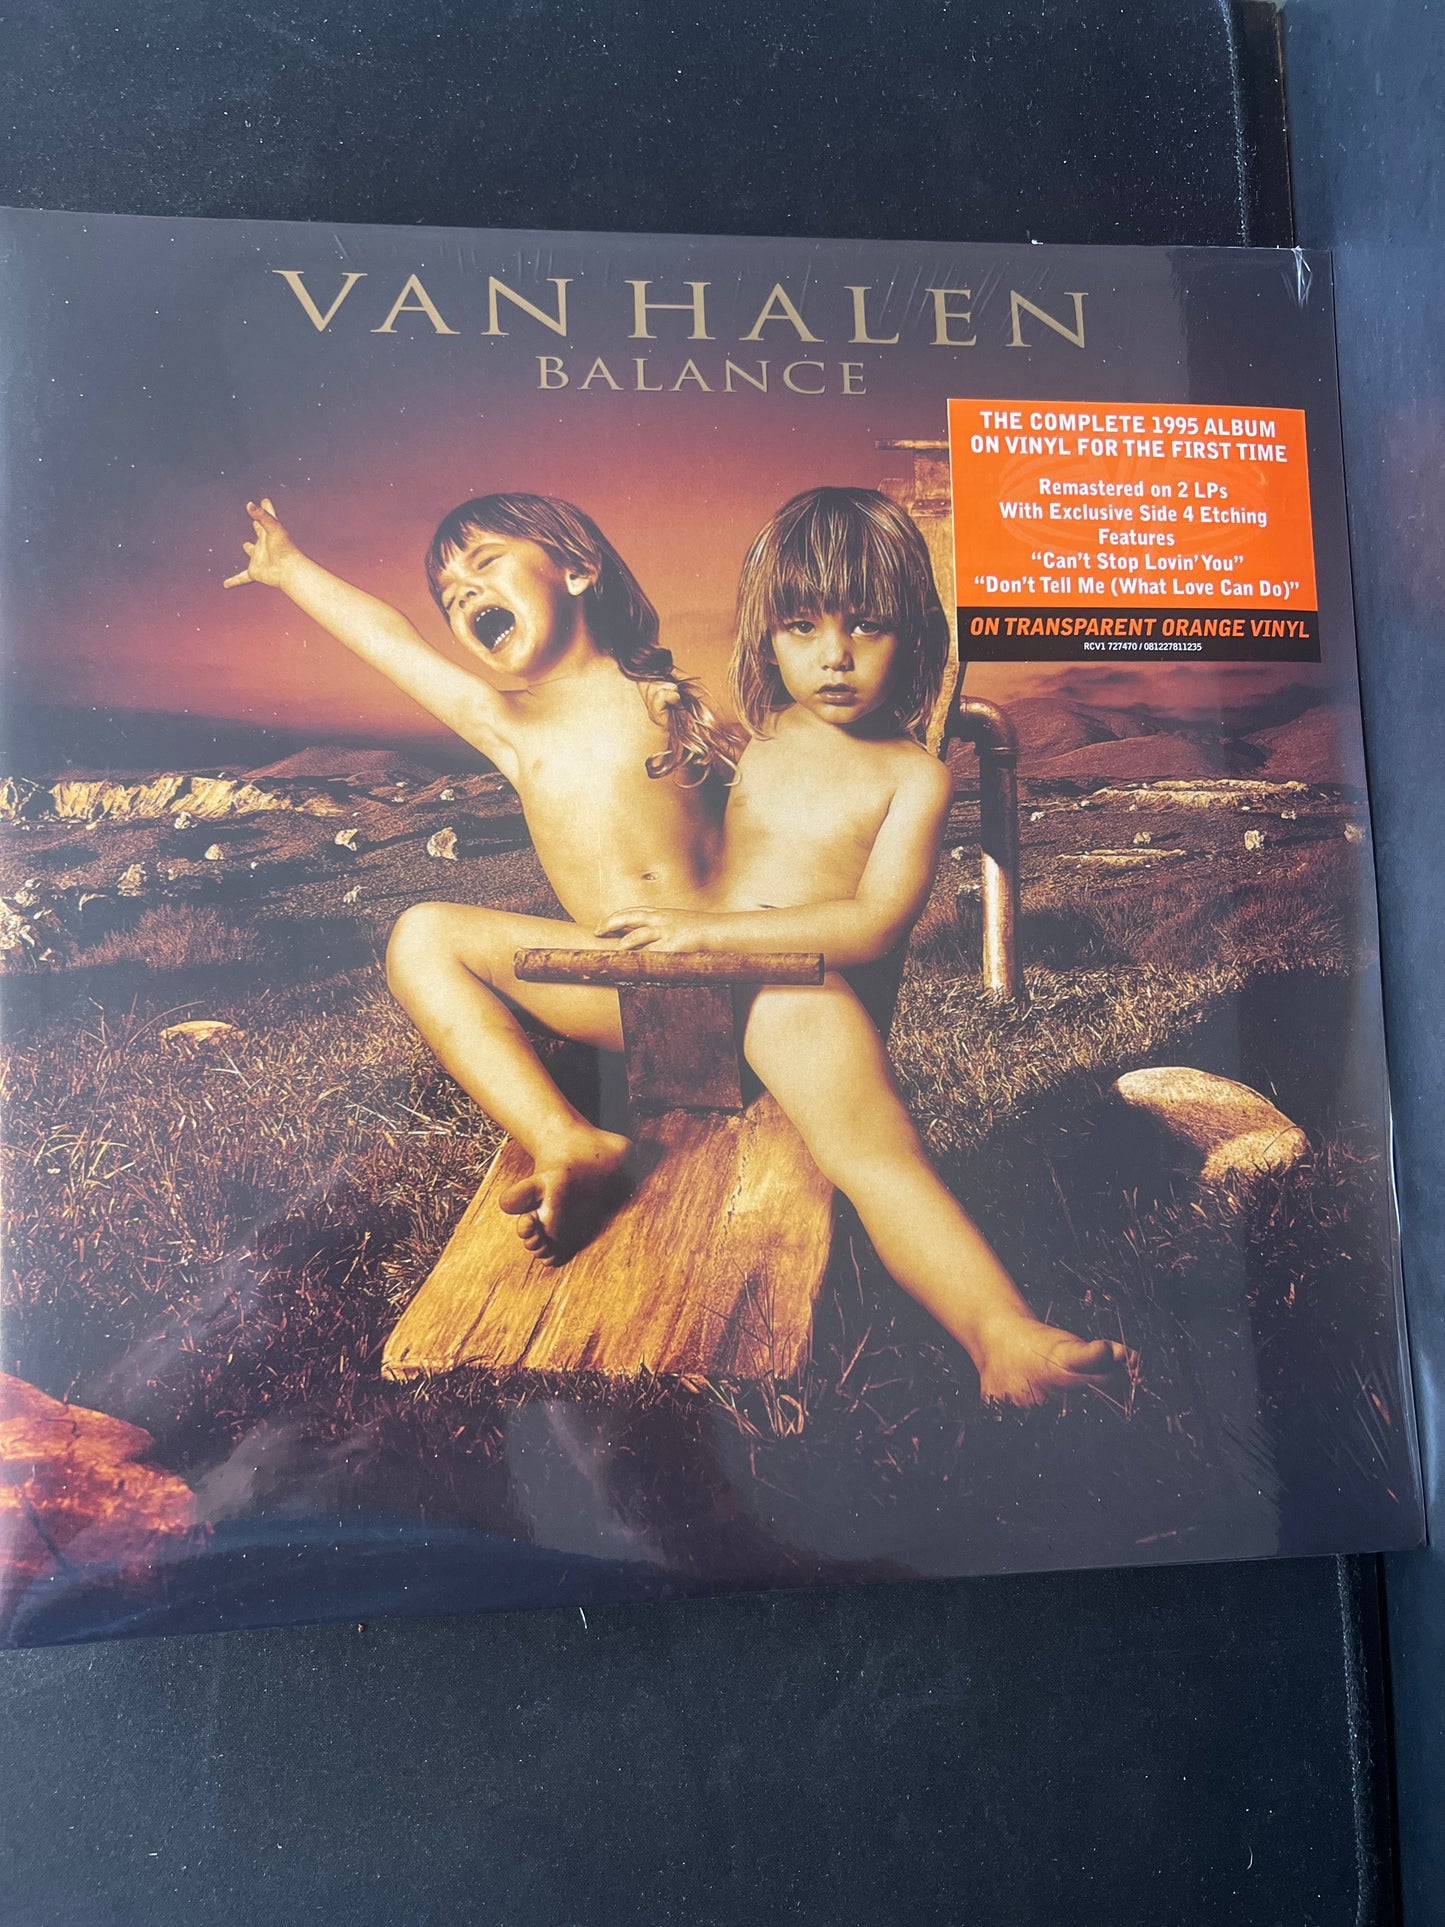 VAN HALEN
BALANCE
THE COMPLETE 1995 ALBUM
ON VINYL FOR THE FIRST TIME
Remastered on 2 LPs
With Exclusive Side 4 Etching
Features
“Can’t Stop Lovin’ You”
“Don’t Tell Me (What Love Can Do)”
ON TRANSPARENT ORANGE VINYL
RCV1 727470 / 081227811235